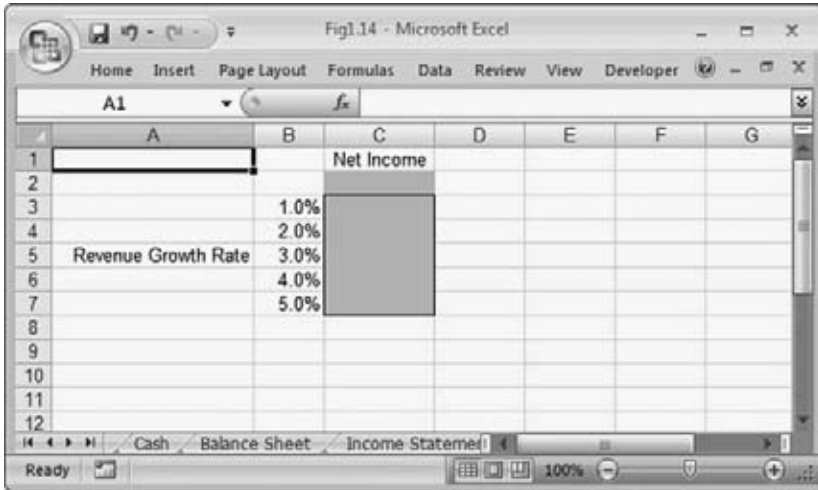 Fig1.14 - Microsoft Excel
Home Insert Page Layout Formulas Data Review View Developer
A1 fx
A B C D E F G
1 Net Income
2
3 1.0%
4 2.0%
5 Revenue Growth Rate 3.0%
6 4.0%
7 5.0%
8
9
10
11
12
Cash Balance Sheet Income Statemen
Ready 100%